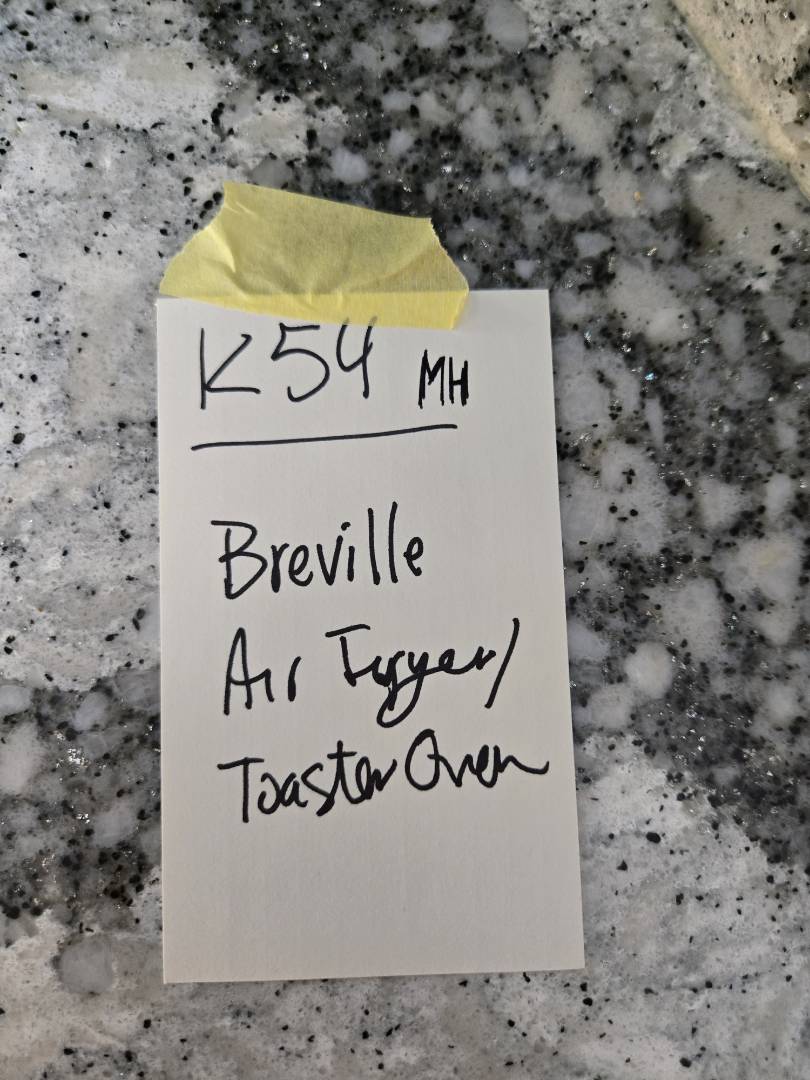 K54 MH
Breville
Air Fryer/
Toaster Oven